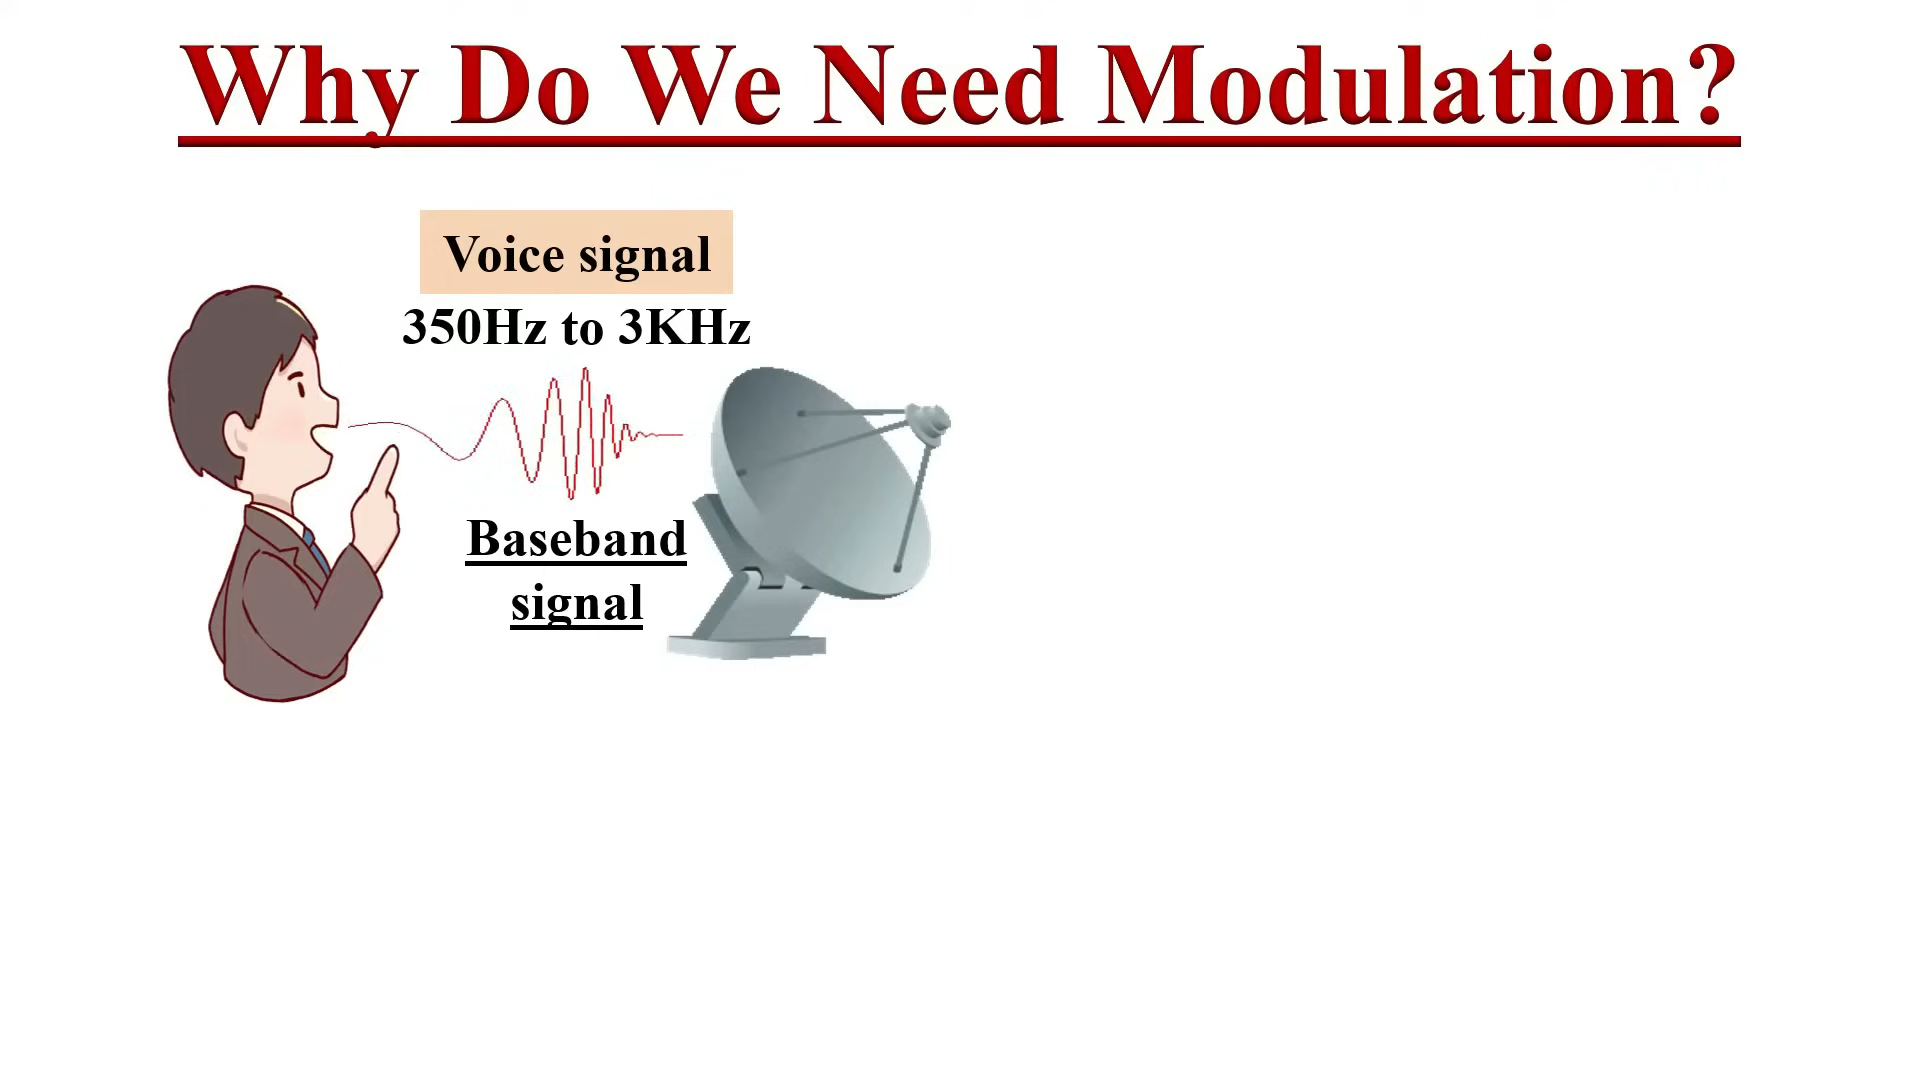 Why Do We Need Modulation?
Voice signal
350Hz to 3KHz
Baseband
signal